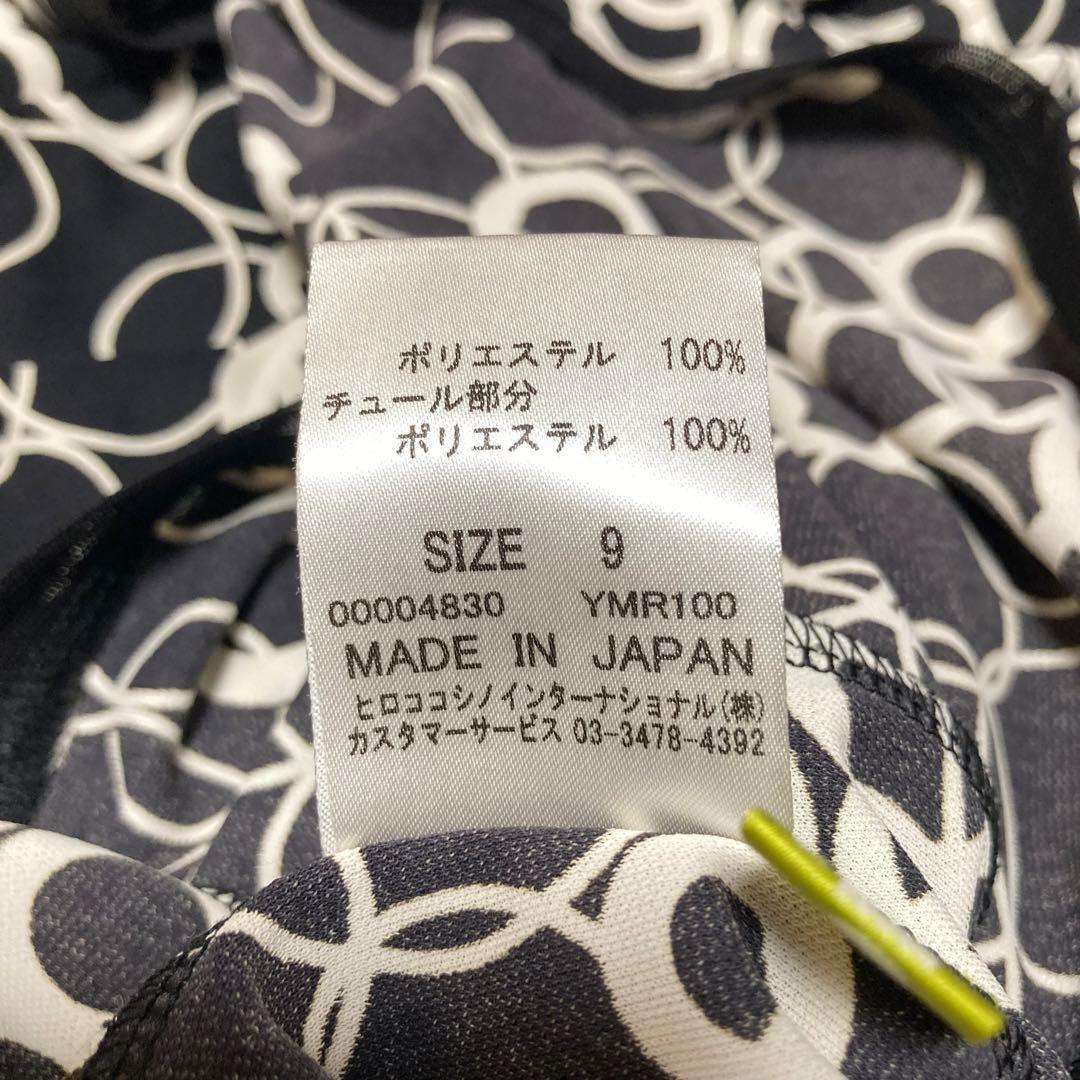 ポリエステル 100%
チュール部分
ポリエステル 100%
SIZE 9
00004830 YMR100
MADE IN JAPAN
ヒロココシノインターナショナル(株)
カスタマーサービス 03-3478-4392